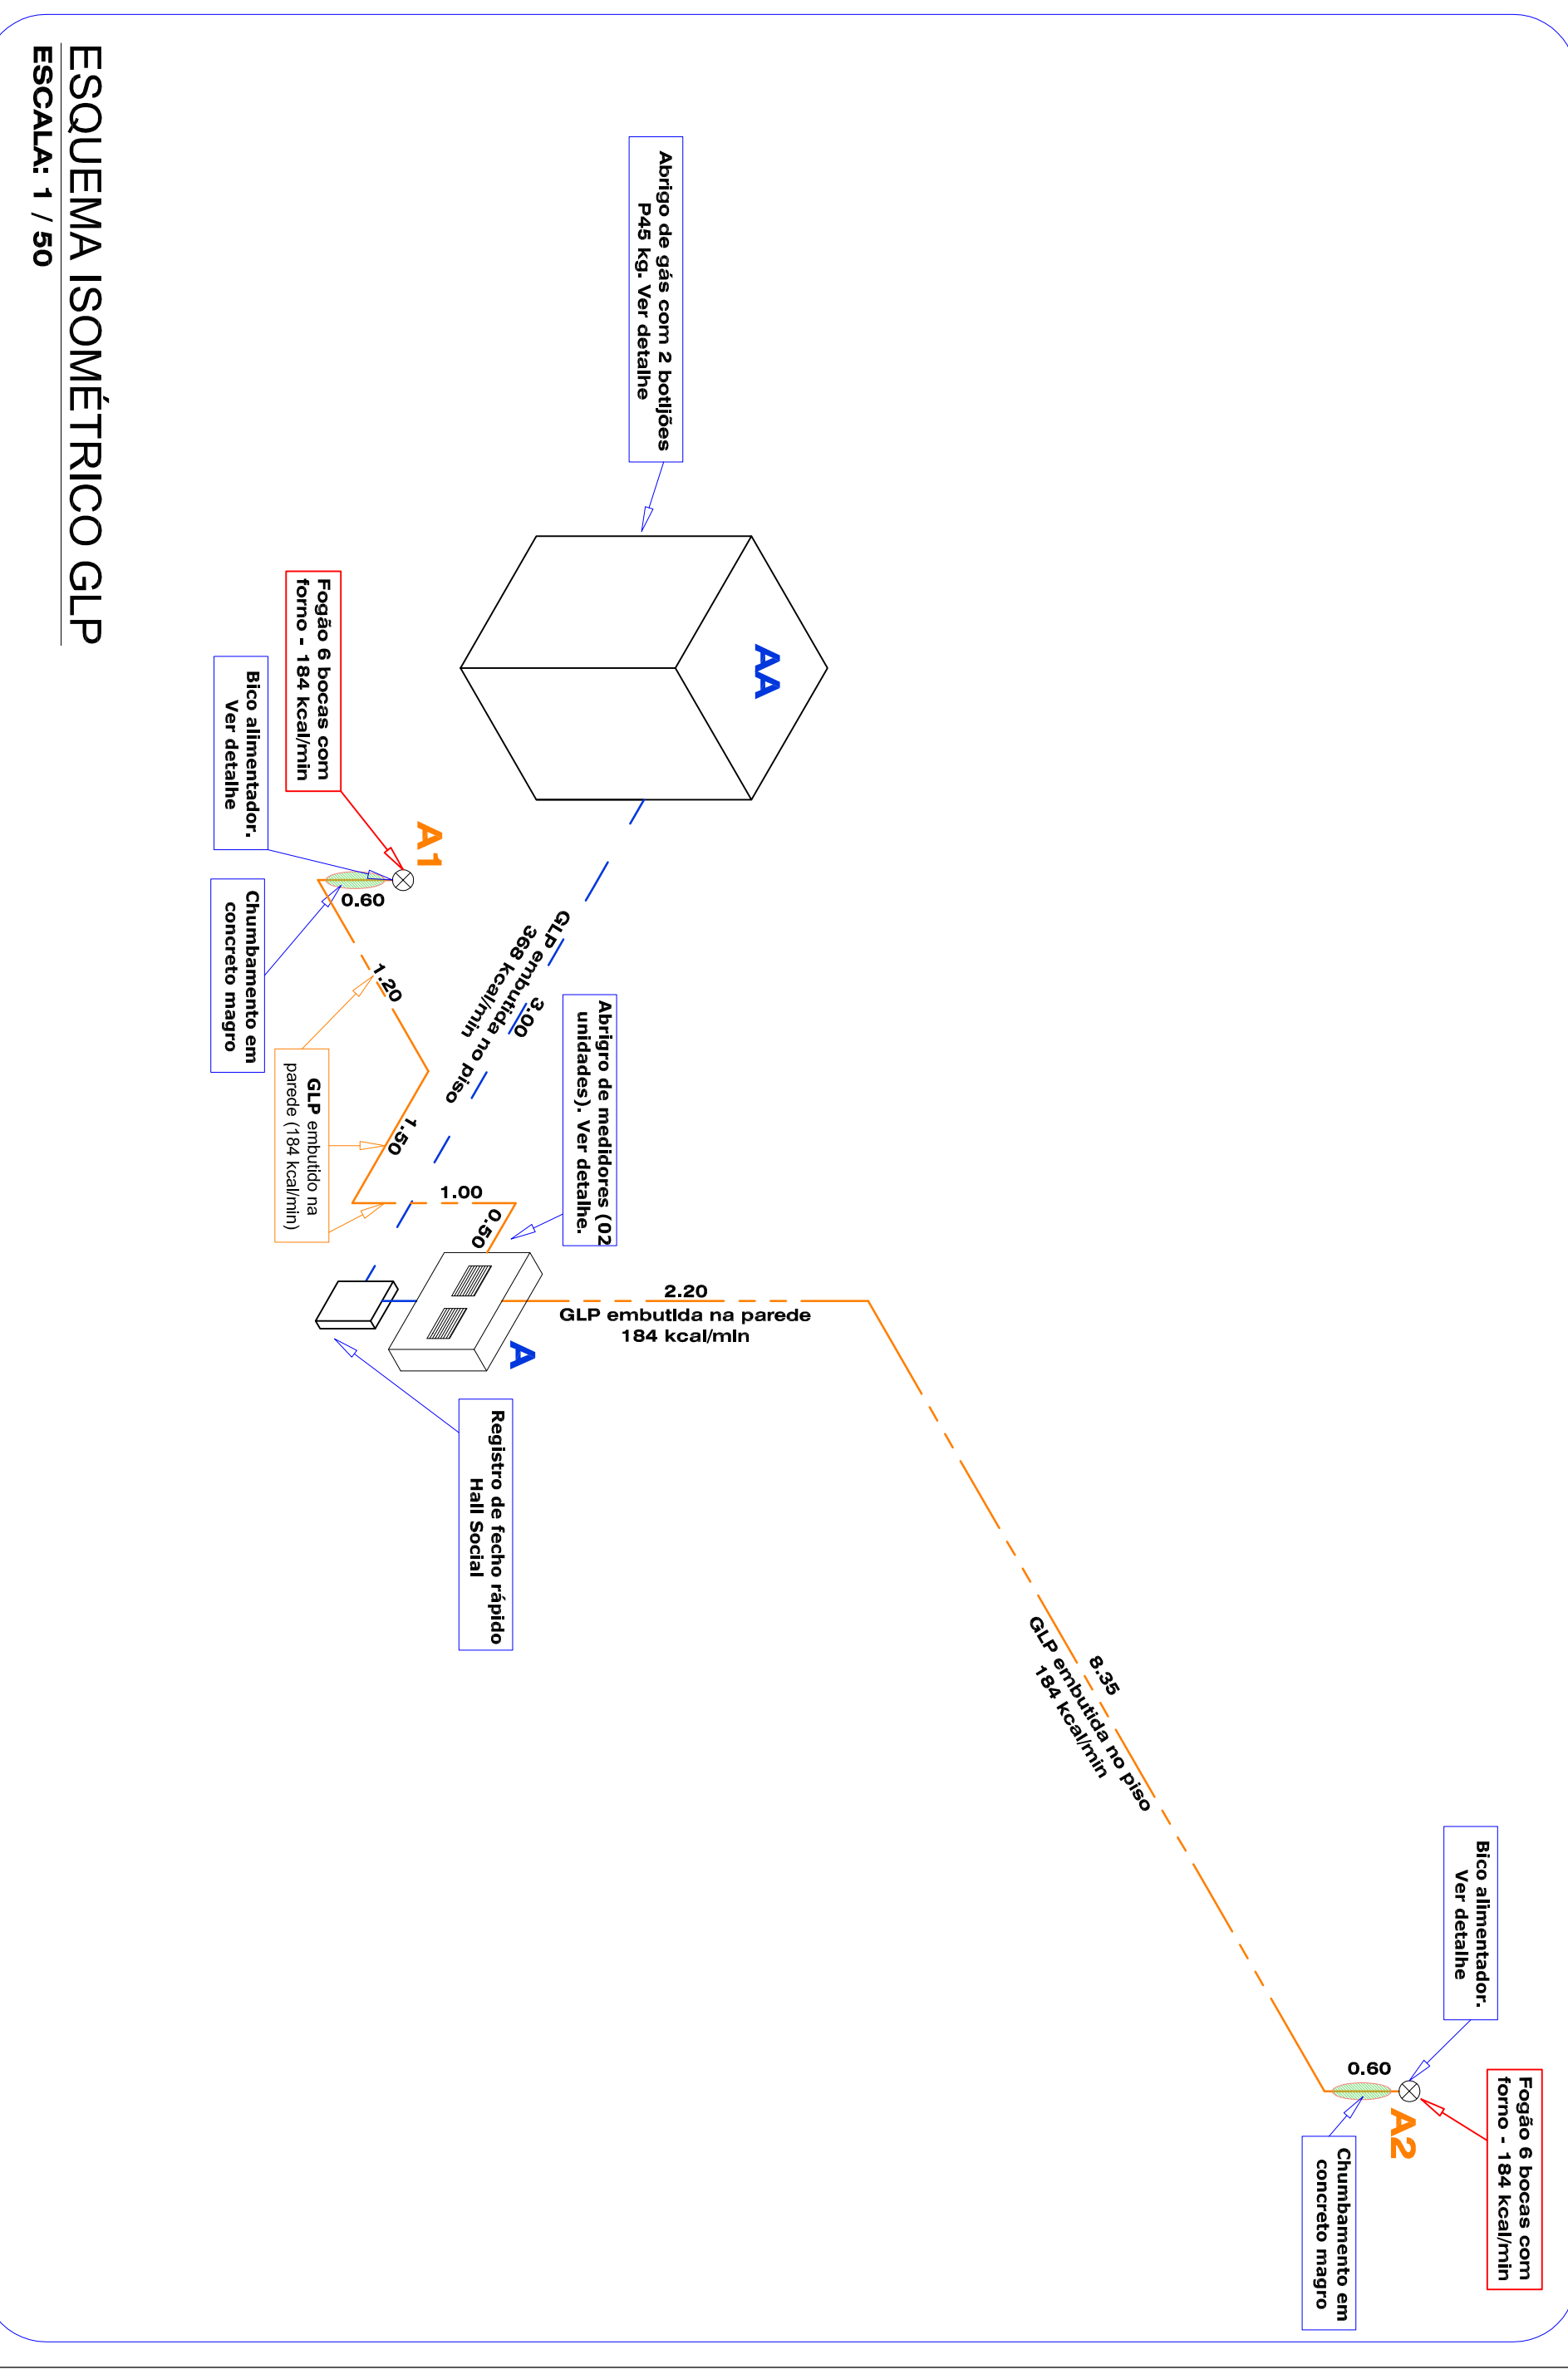 Fogão 6 bocas com
forno - 184 kcal/min
Bico alimentador.
Ver detalhe
A2
0.60
Chumbamento em
concreto magro
8.35
GLP embutida no piso
184 kcal/min
2.20
GLP embutida na parede
184 kcal/min
Abrigo de gás com 2 botijões
P45 kg. Ver detalhe
AA
GLP embutida no piso
368 kcal/min
3.00
Abrigro de medidores (02
unidades). Ver detalhe.
A
Registro de fecho rápido
Hall Social
0.50
1.00
1.50
1.20
A1
0.60
Fogão 6 bocas com
forno - 184 kcal/min
Bico alimentador.
Ver detalhe
Chumbamento em
concreto magro
GLP embutido na
parede (184 kcal/min)
ESQUEMA ISOMÉTRICO GLP
ESCALA: 1 / 50